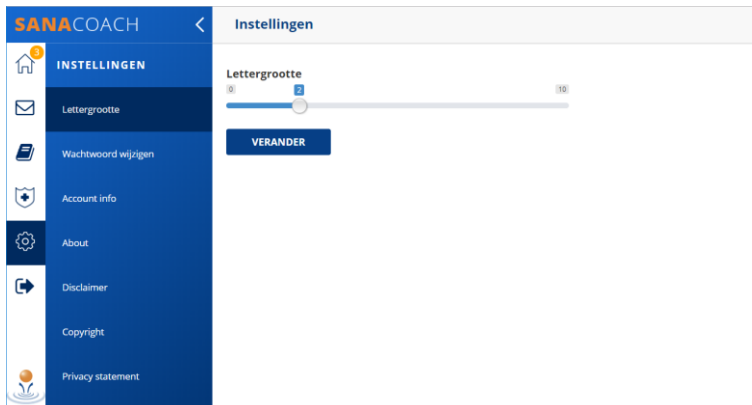 SANACOACH
3
INSTELLINGEN
Lettergrootte
Wachtwoord wijzigen
Account info
About
Disclaimer
Copyright
Privacy statement
Instellingen
Lettergrootte
0 2 10
VERANDER